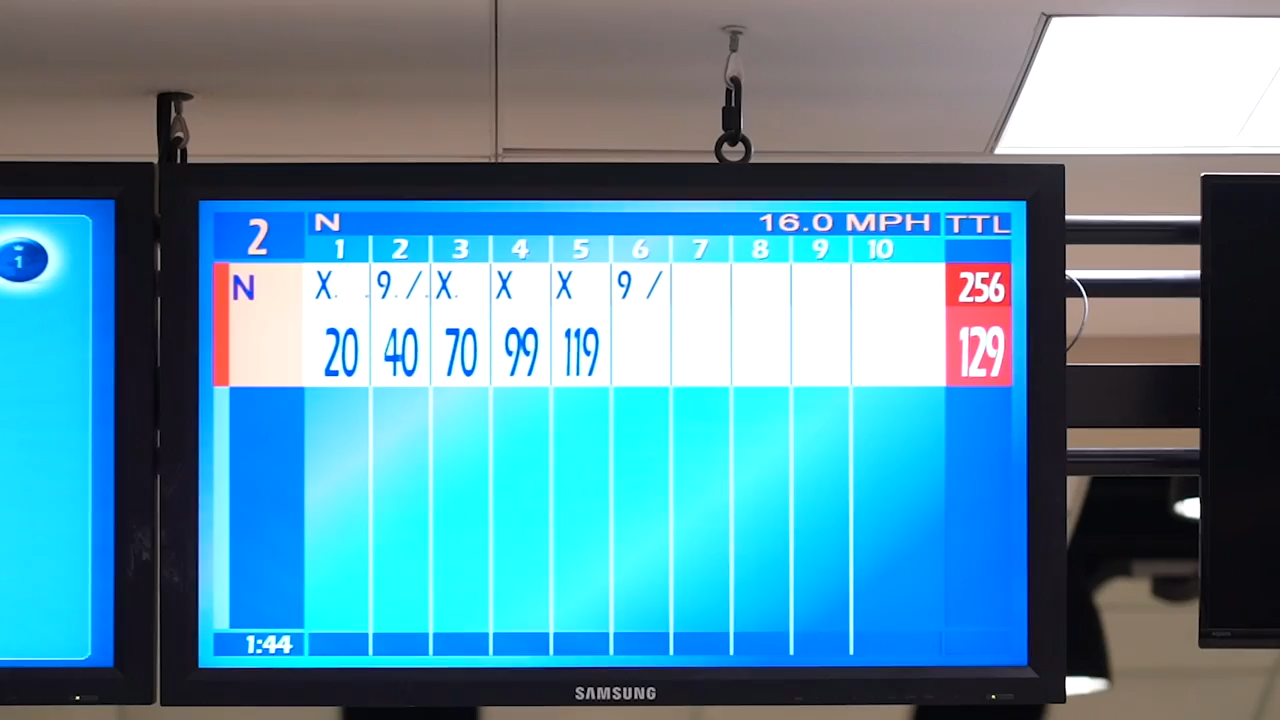 1
2 N 16.0 MPH TTL
1 2 3 4 5 6 7 8 9 10
N X 9 / X X X 9 / 256
20 40 70 99 119 129
1:44
SAMSUNG